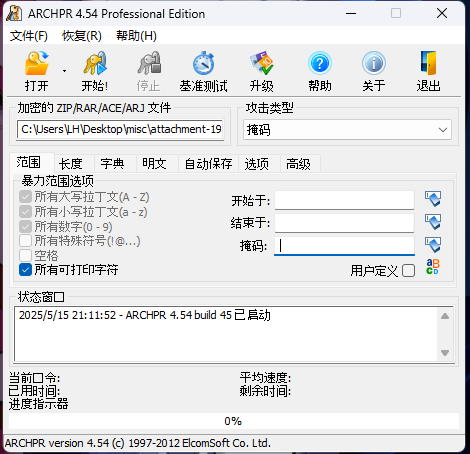 ARCHPR 4.54 Professional Edition
文件(F) 恢复(R) 帮助(H)
打开 开始! 停止 基准测试 升级 帮助 关于 退出
加密的 ZIP/RAR/ACE/ARJ 文件 攻击类型
C:\Users\LH\Desktop\misc\attachment-19 掩码
范围 长度 字典 明文 自动保存 选项 高级
暴力范围选项
所有大写拉丁文(A - Z) 开始于:
所有小写拉丁文(a - z)
所有数字(0 - 9) 结束于:
所有特殊符号(!@...) 掩码:
空格
所有可打印字符 用户定义
状态窗口
2025/5/15 21:11:52 - ARCHPR 4.54 build 45 已启动
当前口令: 平均速度:
已用时间: 剩余时间:
进度指示器
0%
ARCHPR version 4.54 (c) 1997-2012 ElcomSoft Co. Ltd.